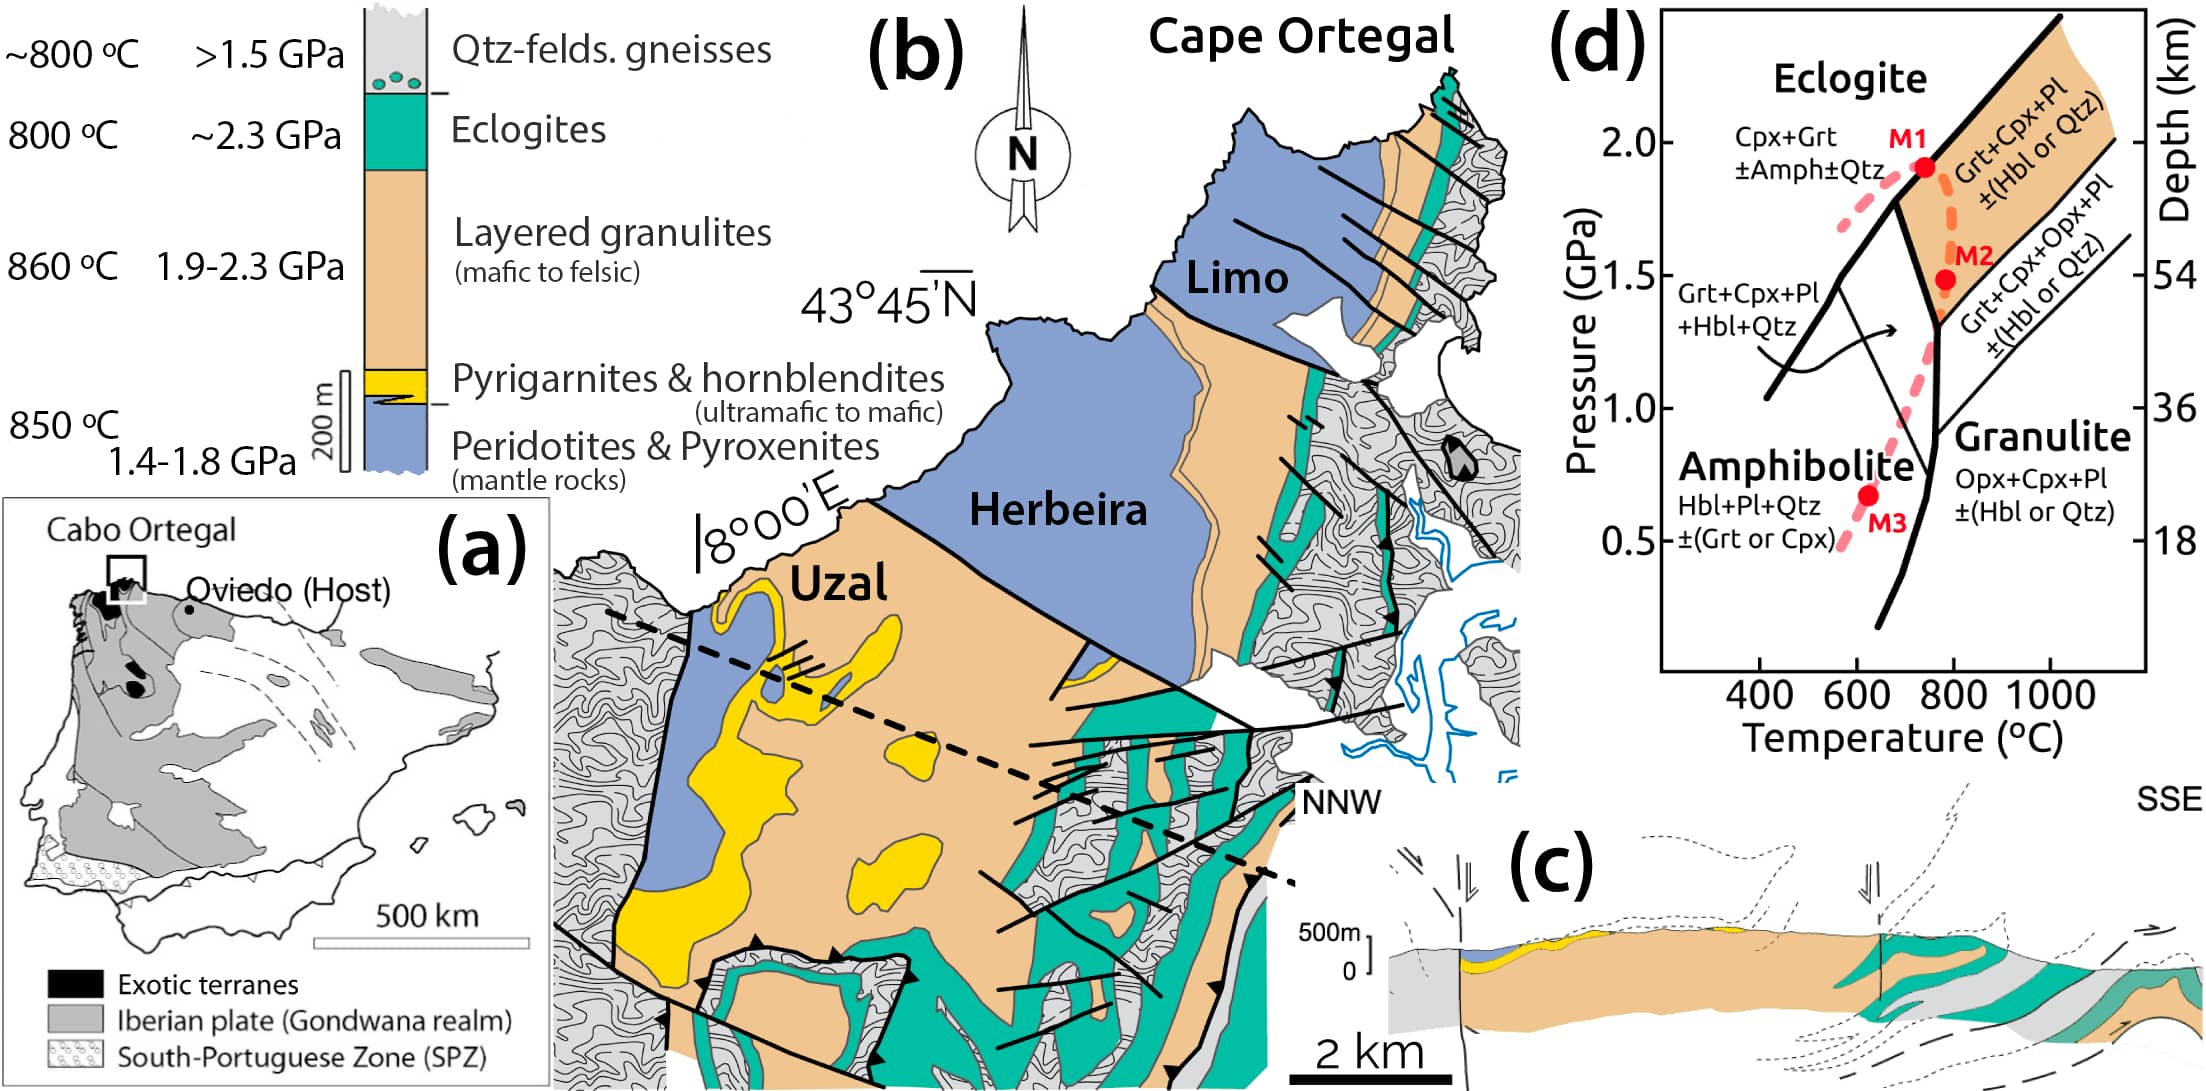 ~800 ºC >1.5 GPa Qtz-felds. gneisses
800 ºC ~2.3 GPa Eclogites
860 ºC 1.9-2.3 GPa Layered granulites
(mafic to felsic)
Pyrigarnites & hornblendites
(ultramafic to mafic)
850 ºC
1.4-1.8 GPa
Peridotites & Pyroxenites
(mantle rocks)
200 m
(a)
Cabo Ortegal
Oviedo (Host)
500 km
Exotic terranes
Iberian plate (Gondwana realm)
South-Portuguese Zone (SPZ)
(b)
Cape Ortegal
N
43°45'N
8°00'E
Limo
Herbeira
Uzal
(d)
Eclogite
Cpx+Grt
±Amph±Qtz
M1
Grt+Cpx+Pl
±(Hbl or Qtz)
M2
Grt+Cpx+Opx+Pl
±(Hbl or Qtz)
Grt+Cpx+Pl
+Hbl+Qtz
Amphibolite
Hbl+Pl+Qtz
±(Grt or Cpx)
M3
Granulite
Opx+Cpx+Pl
±(Hbl or Qtz)
Pressure (GPa)
2.0
1.5
1.0
0.5
Depth (km)
54
36
18
400 600 800 1000
Temperature (ºC)
NNW
SSE
(c)
500m
0
2 km